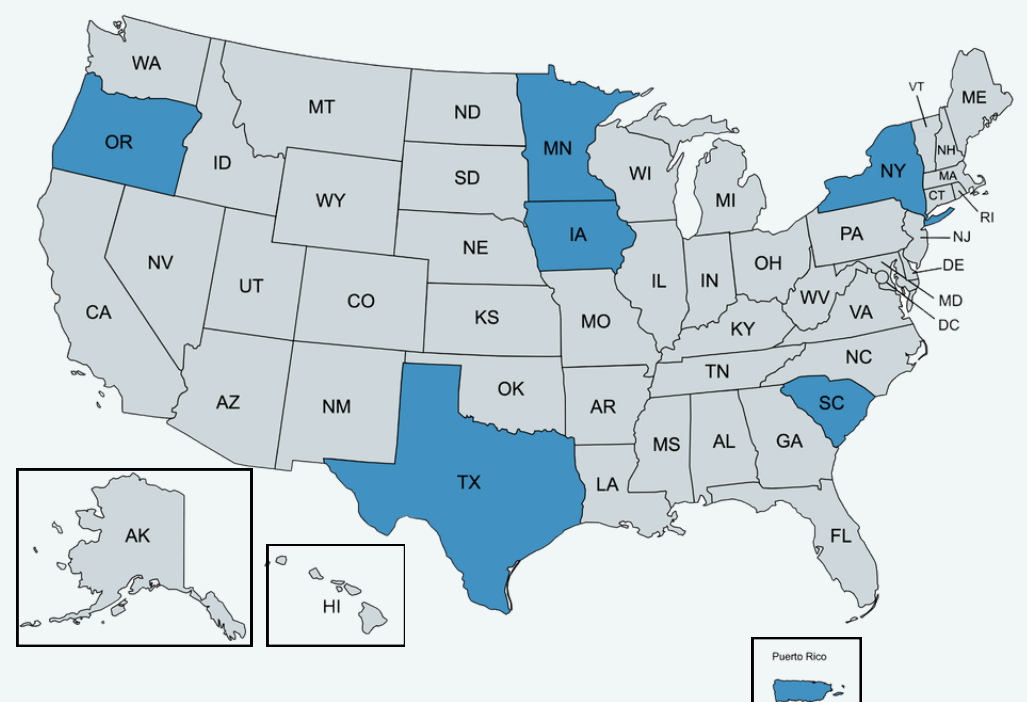 WA
MT
ND
MN
ME
VT
NH
OR
ID
SD
WI
MI
NY
MA
CT
RI
WY
NE
IA
PA
NJ
NV
UT
CO
KS
IL
IN
OH
DE
CA
MO
WV
VA
MD
DC
KY
NC
AZ
NM
OK
TN
AR
SC
MS
AL
GA
TX
LA
AK
FL
HI
Puerto Rico